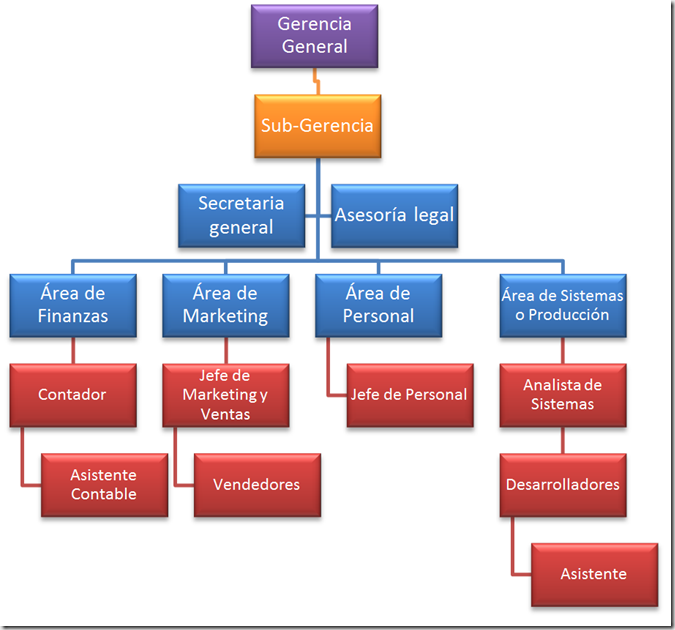 Gerencia
General
Sub-Gerencia
Secretaria
general
Asesoría legal
Área de
Finanzas
Área de
Marketing
Área de
Personal
Área de Sistemas
o Producción
Contador
Jefe de
Marketing y
Ventas
Jefe de Personal
Analista de
Sistemas
Asistente
Contable
Vendedores
Desarrolladores
Asistente